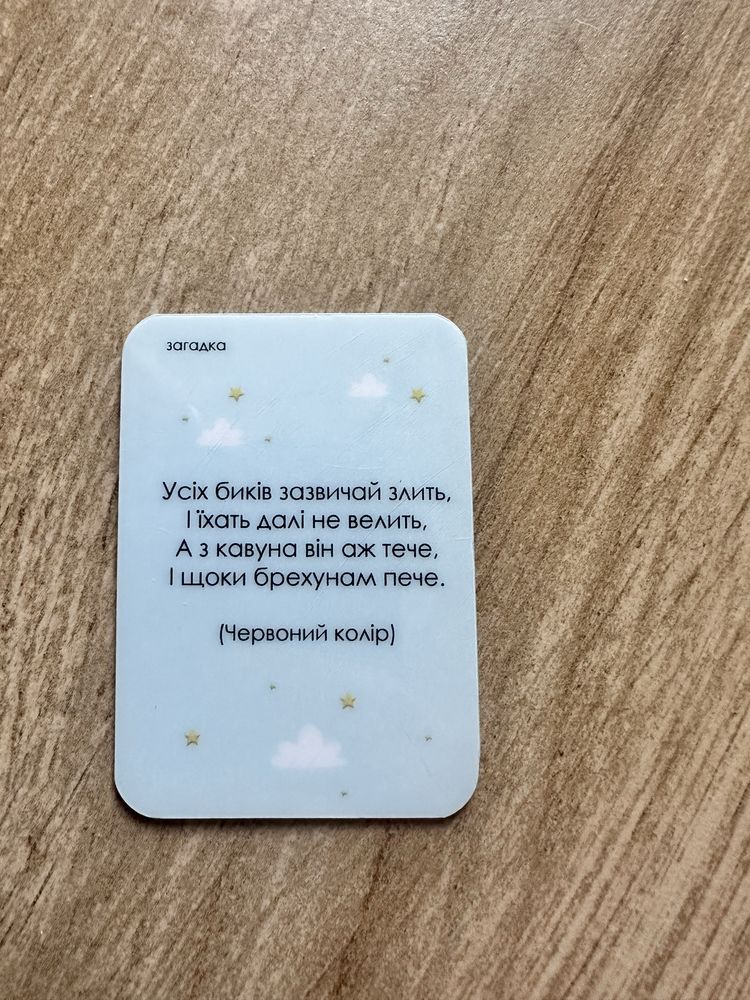 загадка
Усіх биків зазвичай злить,
І їхать далі не велить,
А з кавуна він аж тече,
І щоки брехунам пече.
(Червоний колір)